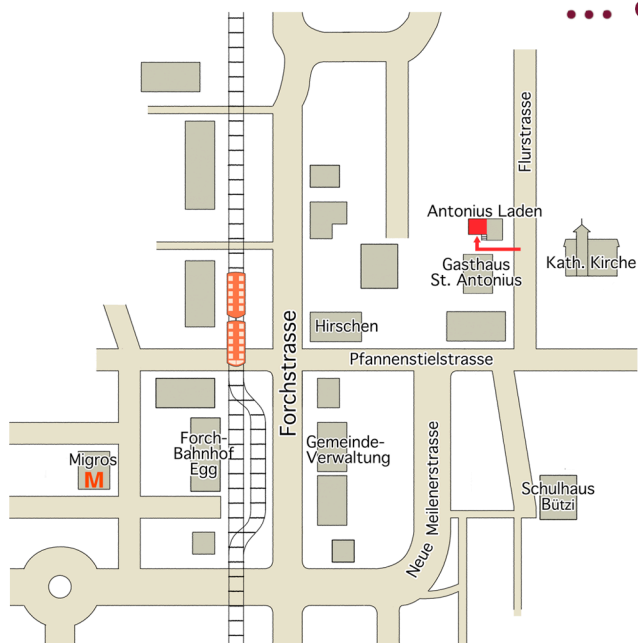 Flurstrasse
Antonius Laden
Gasthaus
St. Antonius
Kath. Kirche
Forchstrasse
Hirschen
Pfannenstielstrasse
Forch-
Bahnhof
Egg
Gemeinde-
Verwaltung
Neue Meilenerstrasse
Migros
M
Schulhaus
Bützi